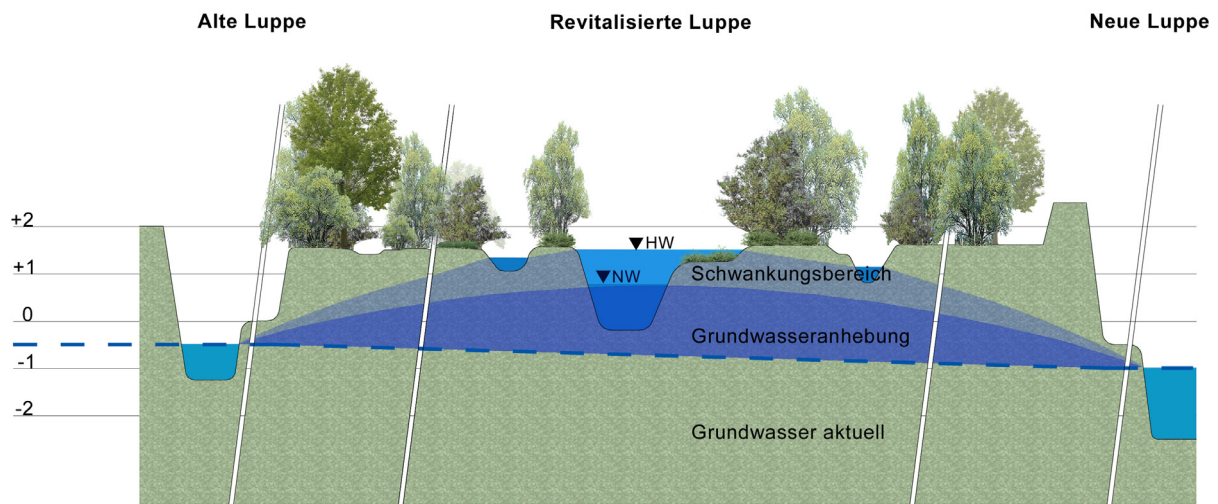 Alte Luppe
Revitalisierte Luppe
Neue Luppe
+2
HW
+1
NW
Schwankungsbereich
0
Grundwasseranhebung
-1
-2
Grundwasser aktuell